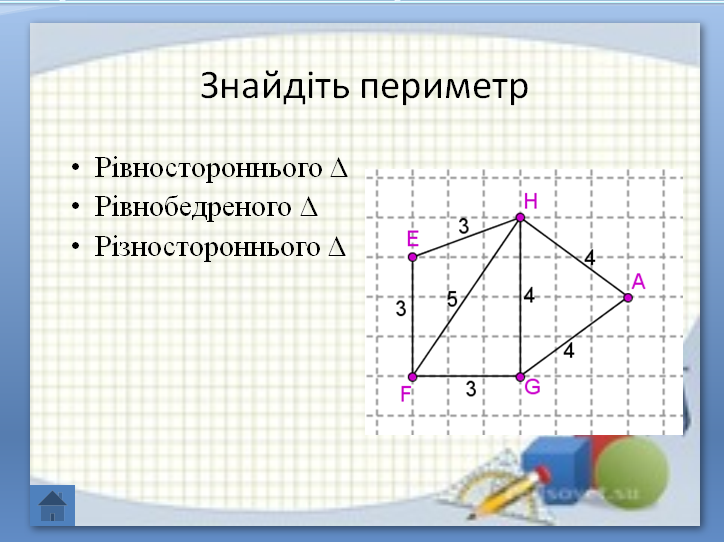 Знайдіть периметр
• Рівностороннього Δ
• Рівнобедреного Δ
• Різностороннього Δ
H
3
E
4
A
3
5
4
4
F
3
G